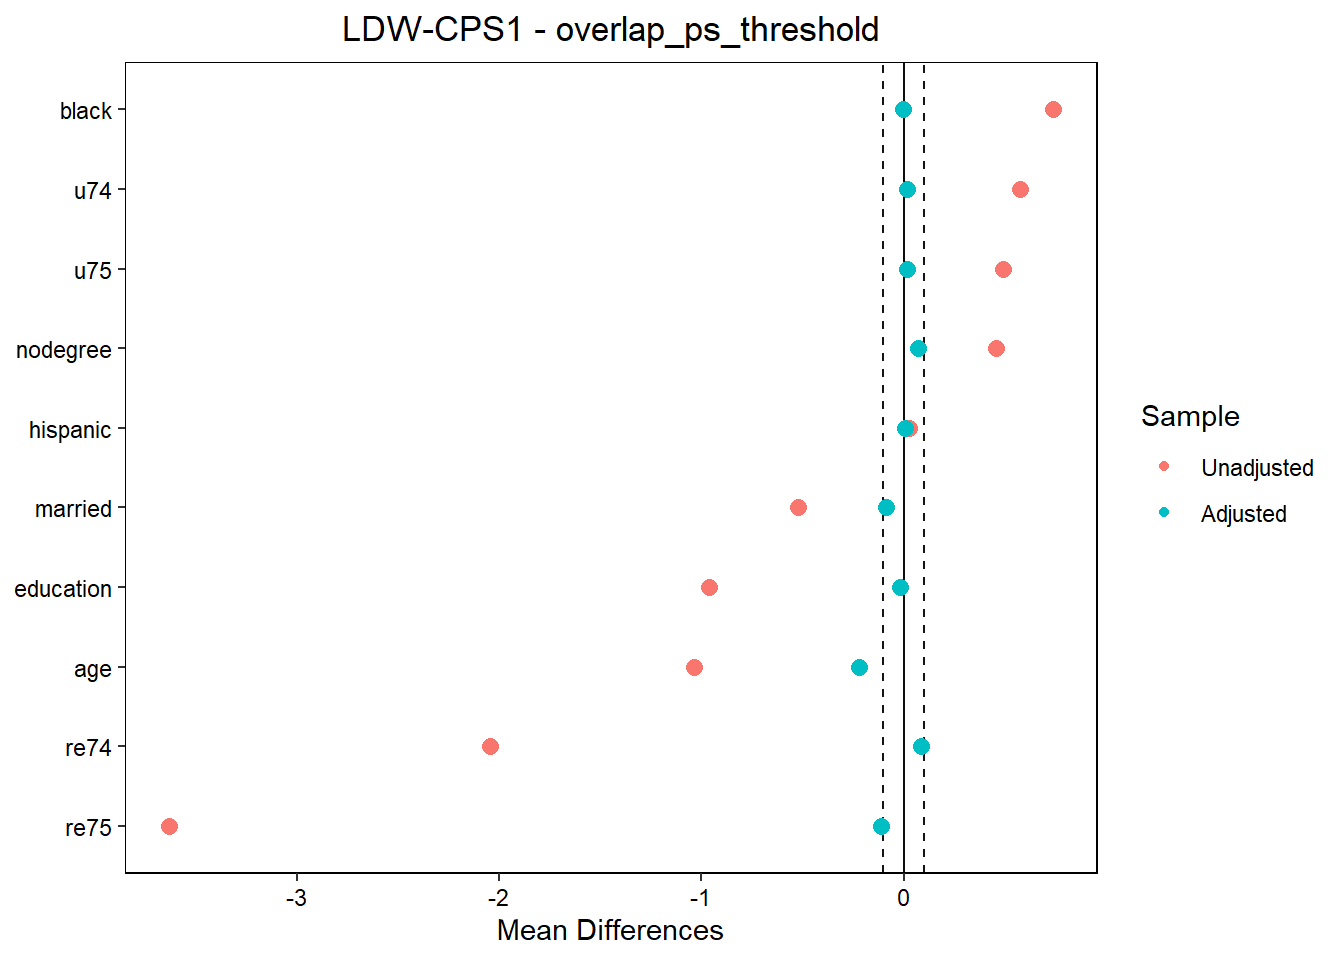 LDW-CPS1 - overlap_ps_threshold
black
u74
u75
nodegree
hispanic
married
education
age
re74
re75
-3
-2
-1
0
Mean Differences
Sample
Unadjusted
Adjusted